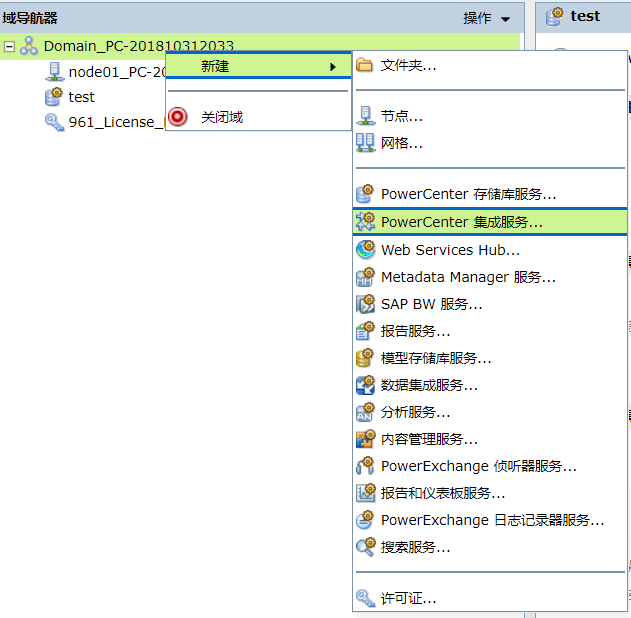 域导航器
操作
test
Domain_PC-201810312033
node01_PC-20
test
961_License_
新建
关闭域
文件夹...
节点...
网格...
PowerCenter 存储库服务...
PowerCenter 集成服务...
Web Services Hub...
Metadata Manager 服务...
SAP BW 服务...
报告服务...
模型存储库服务...
数据集成服务...
分析服务...
内容管理服务...
PowerExchange 侦听器服务...
报告和仪表板服务...
PowerExchange 日志记录器服务...
搜索服务...
许可证...